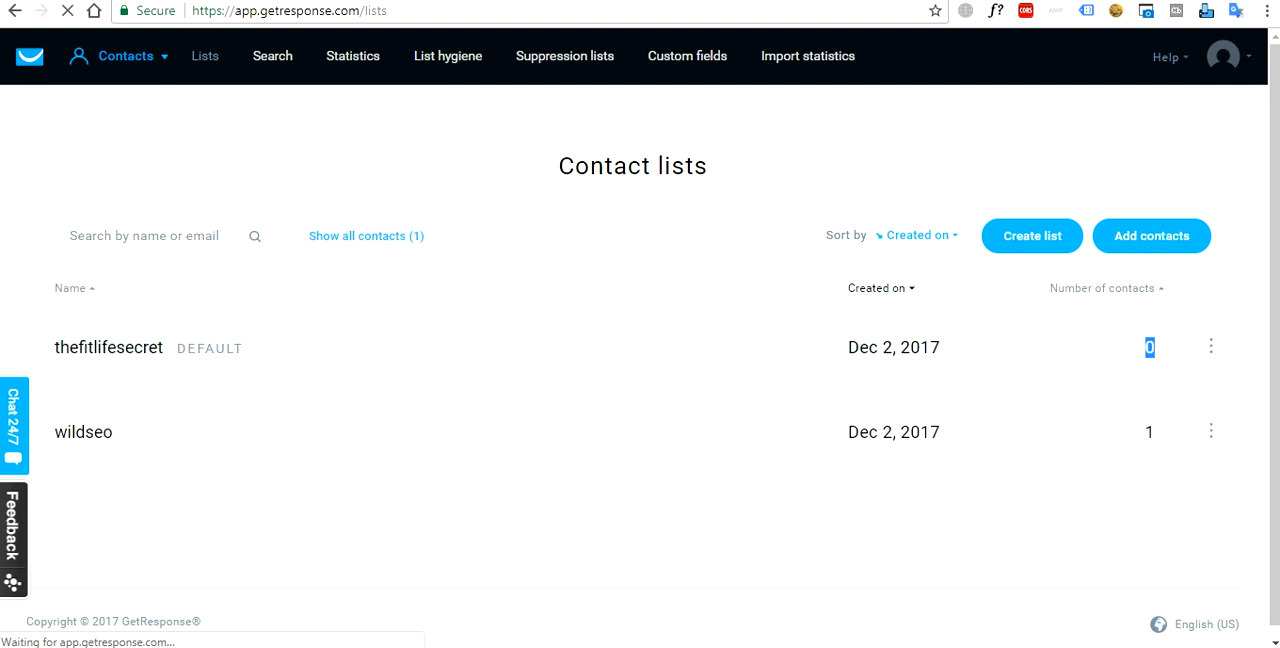 Secure https://app.getresponse.com/lists
f? CORS AMP Cb G
Contacts Lists Search Statistics List hygiene Suppression lists Custom fields Import statistics Help
Contact lists
Search by name or email Show all contacts (1) Sort by Created on Create list Add contacts
Name Created on Number of contacts
thefitlifesecret DEFAULT Dec 2, 2017 0
wildseo Dec 2, 2017 1
Chat 24/7
Feedback
Copyright © 2017 GetResponse®
English (US)
Waiting for app.getresponse.com...